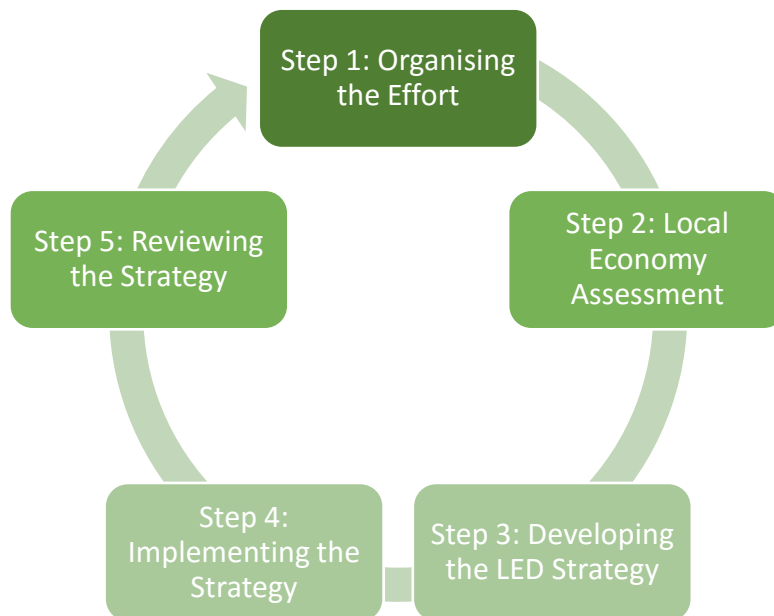 Step 1: Organising
the Effort
Step 2: Local
Economy
Assessment
Step 3: Developing
the LED Strategy
Step 4:
Implementing the
Strategy
Step 5: Reviewing
the Strategy